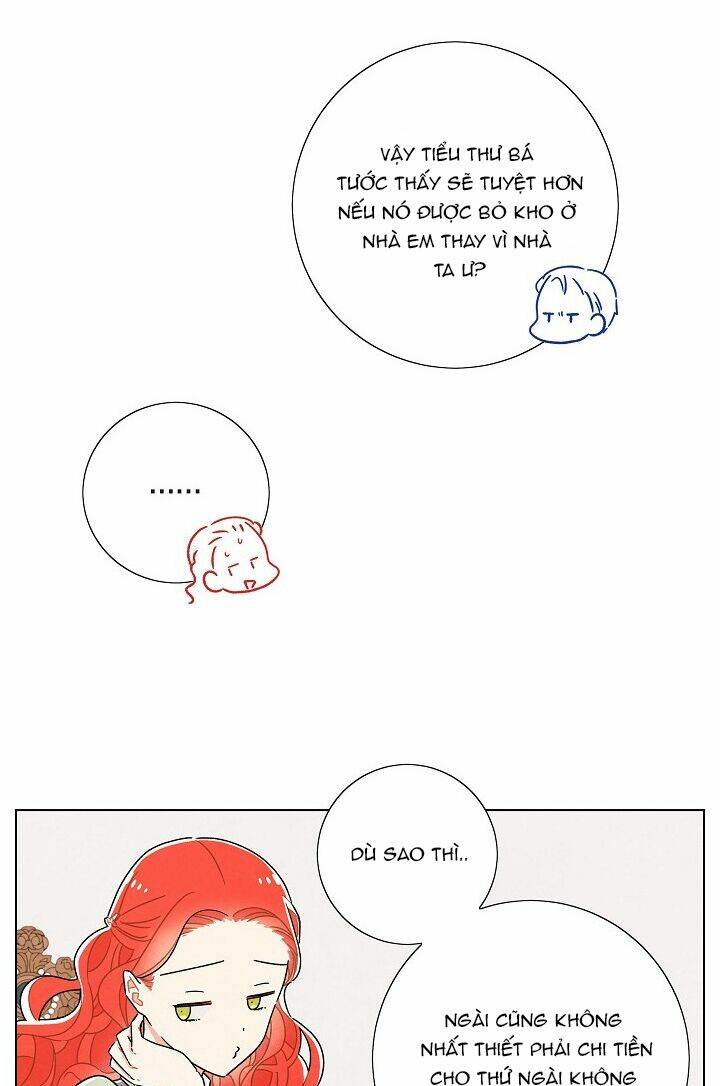 VẬY TIỂU THƯ BÁ
TƯỚC THẤY SẼ TUYỆT HƠN
NẾU NÓ ĐƯỢC BỎ KHO Ở
NHÀ EM THAY VÌ NHÀ
TA Ư?
......
DÙ SAO THÌ..
NGÀI CŨNG KHÔNG
NHẤT THIẾT PHẢI CHI TIỀN
CHO THỨ NGÀI KHÔNG